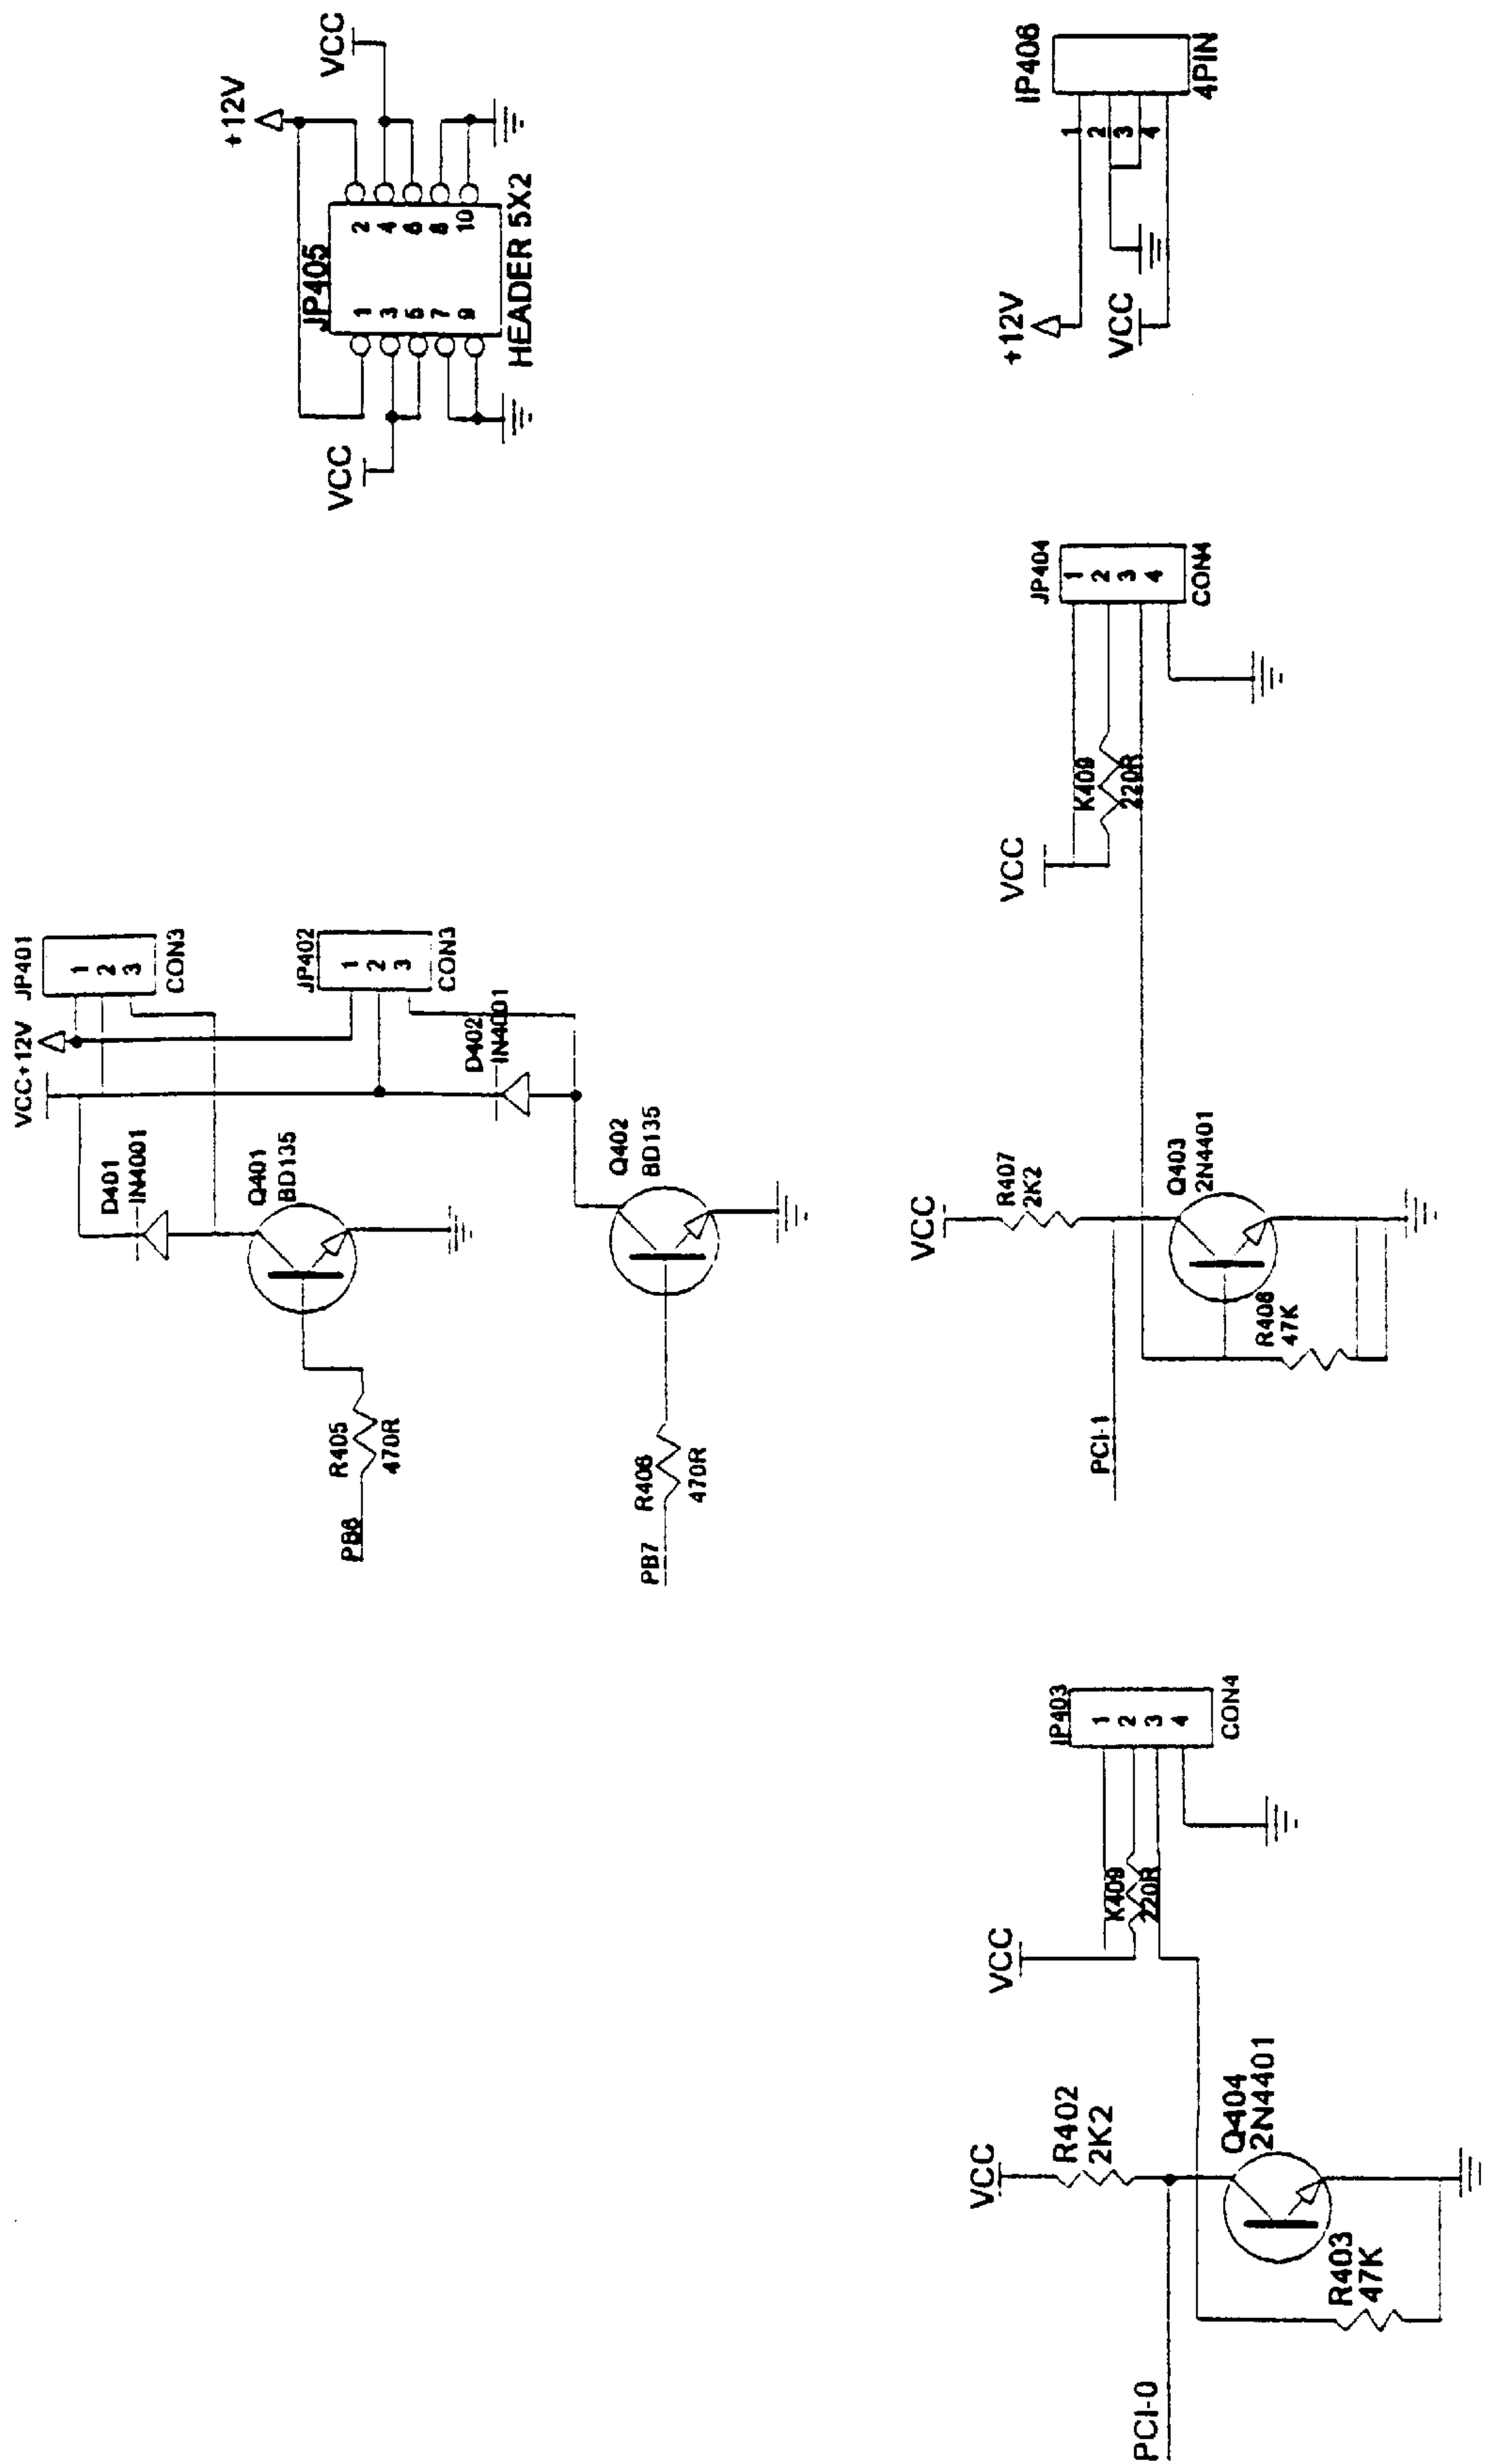 VCC
+12V
JP405
1 2
3 4
5 6
7 8
9 10
HEADER 5X2
VCC
IP406
1
2
3
4
4PIN
+12V
VCC
VCC+12V
JP401
1
2
3
CON3
D401
IN4001
Q401
BD135
R405
470R
PB6
JP402
1
2
3
CON3
D402
IN4001
Q402
BD135
R406
470R
PB7
JP404
1
2
3
4
CON4
VCC
K409
220R
VCC
R407
2K2
Q403
2N4401
R408
47K
PCI-1
IP403
1
2
3
4
CON4
VCC
K409
220R
VCC
R402
2K2
Q404
2N4401
R403
47K
PCI-0